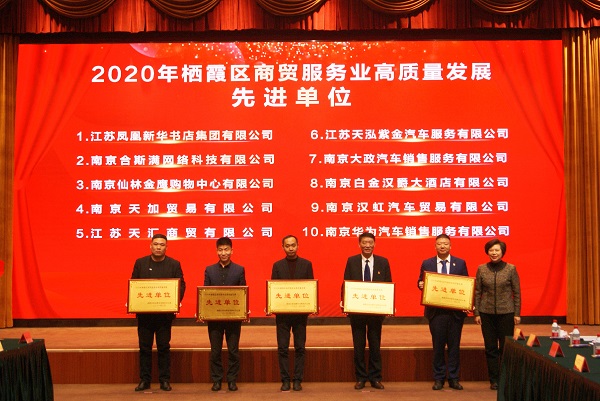 2020年栖霞区商贸服务业高质量发展
先进单位
1.江苏凤凰新华书店集团有限公司
2.南京合斯满网络科技有限公司
3.南京仙林金鹰购物中心有限公司
4.南京天加贸易有限公司
5.江苏天汇商贸有限公司
6.江苏天泓紫金汽车服务有限公司
7.南京大政汽车销售服务有限公司
8.南京白金汉爵大酒店有限公司
9.南京汉虹汽车贸易有限公司
10.南京华为汽车销售服务有限公司
先进单位
先进单位
先进单位
先进单位
先进单位